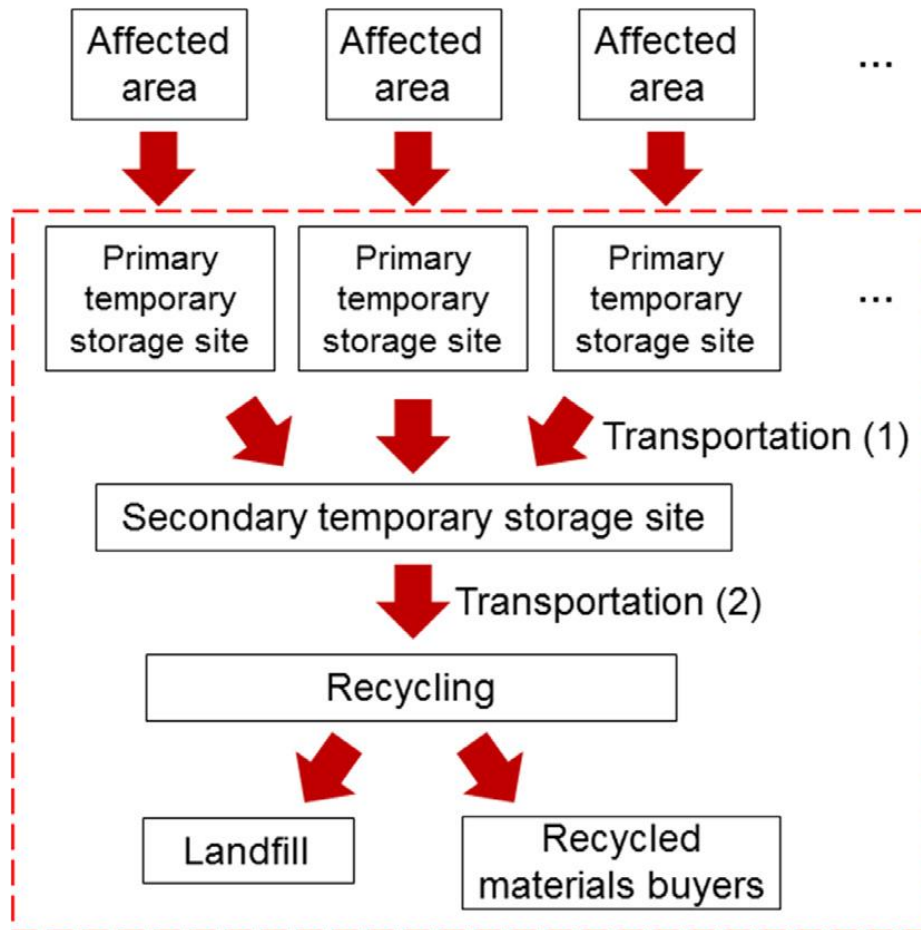 Affected
area
Affected
area
Affected
area
...
Primary
temporary
storage site
Primary
temporary
storage site
Primary
temporary
storage site
...
Transportation (1)
Secondary temporary storage site
Transportation (2)
Recycling
Landfill
Recycled
materials buyers